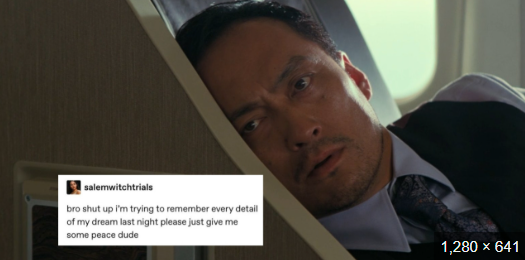 salemwitchtrials
bro shut up i'm trying to remember every detail
of my dream last night please just give me
some peace dude
1,280 × 641